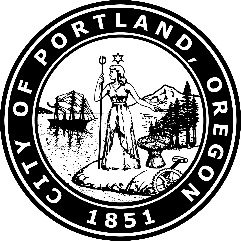 CITY OF PORTLAND, OREGON
1851